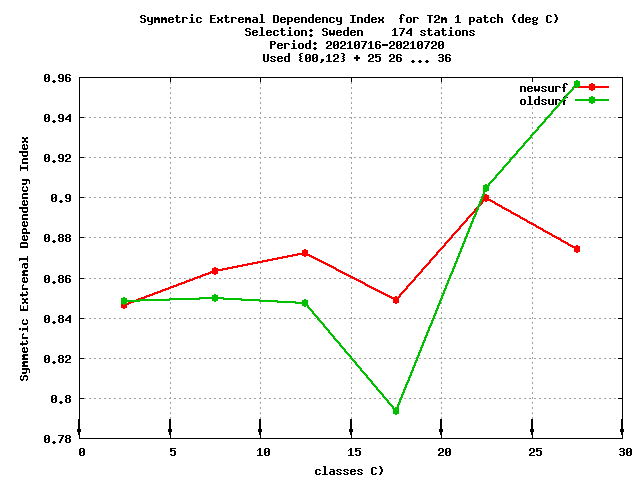 Symmetric Extremal Dependency Index  for T2m 1 patch (deg C)
Selection: Sweden    174 stations
Period: 20210716-20210720
Used {00,12} + 25 26 ... 36
newsurf
oldsurf
Symmetric Extremal Dependency Index
0.96
0.94
0.92
0.9
0.88
0.86
0.84
0.82
0.8
0.78
0 5 10 15 20 25 30
classes C)